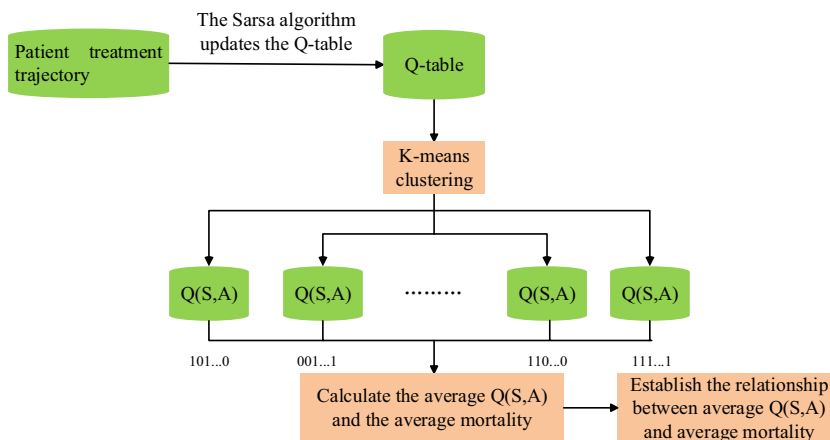 The Sarsa algorithm
updates the Q-table
Patient treatment
trajectory
Q-table
K-means
clustering
Q(S,A)
Q(S,A)
………
Q(S,A)
Q(S,A)
101...0
001...1
110...0
111...1
Calculate the average Q(S,A)
and the average mortality
Establish the relationship
between average Q(S,A)
and average mortality